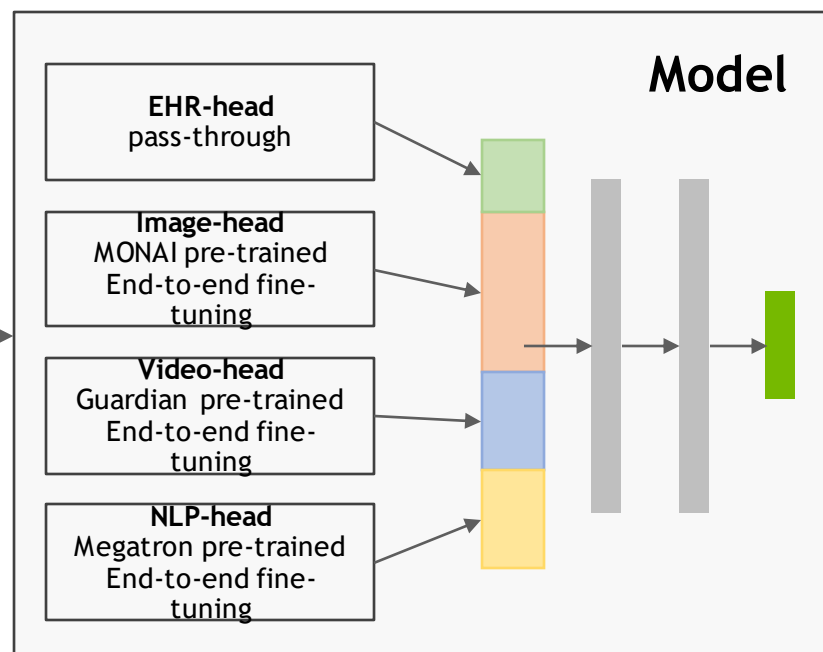 Model
EHR-head
pass-through
Image-head
MONAI pre-trained
End-to-end fine-
tuning
Video-head
Guardian pre-trained
End-to-end fine-
tuning
NLP-head
Megatron pre-trained
End-to-end fine-
tuning